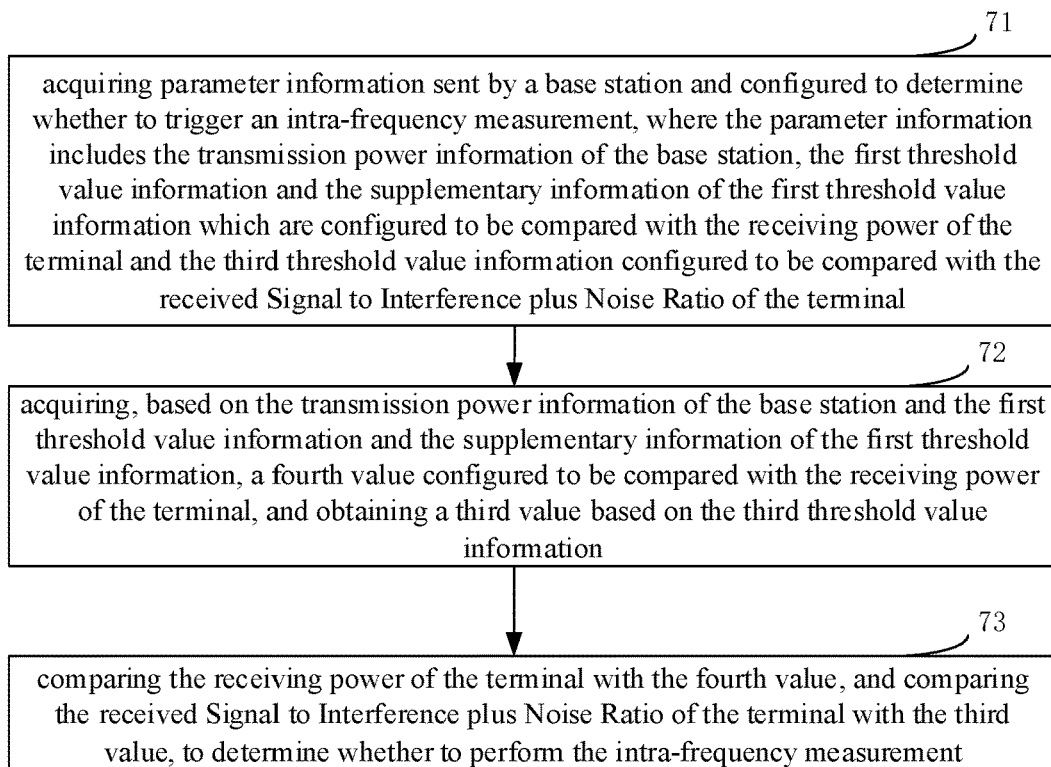 71
acquiring parameter information sent by a base station and configured to determine
whether to trigger an intra-frequency measurement, where the parameter information
includes the transmission power information of the base station, the first threshold
value information and the supplementary information of the first threshold value
information which are configured to be compared with the receiving power of the
terminal and the third threshold value information configured to be compared with the
received Signal to Interference plus Noise Ratio of the terminal
72
acquiring, based on the transmission power information of the base station and the first
threshold value information and the supplementary information of the first threshold
value information, a fourth value configured to be compared with the receiving power
of the terminal, and obtaining a third value based on the third threshold value
information
73
comparing the receiving power of the terminal with the fourth value, and comparing
the received Signal to Interference plus Noise Ratio of the terminal with the third
value, to determine whether to perform the intra-frequency measurement